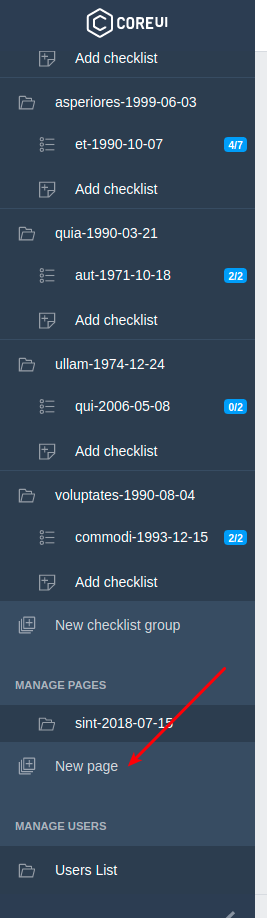 COREUI
Add checklist
asperiores-1999-06-03
et-1990-10-07 4/7
Add checklist
quia-1990-03-21
aut-1971-10-18 2/2
Add checklist
ullam-1974-12-24
qui-2006-05-08 0/2
Add checklist
voluptates-1990-08-04
commodi-1993-12-15 2/2
Add checklist
New checklist group
MANAGE PAGES
sint-2018-07-15
New page
MANAGE USERS
Users List